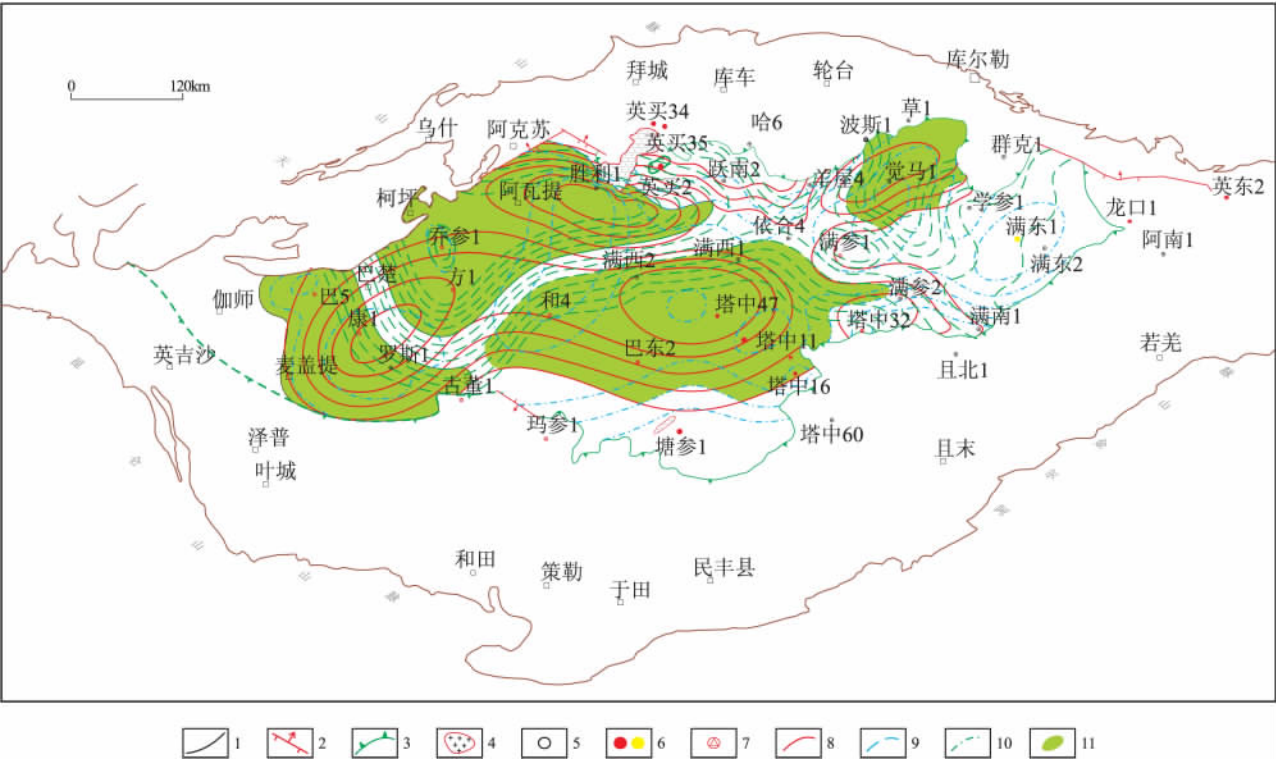 库尔勒
拜城
库车
轮台
0 120km
英买34
草1
哈6
波斯1
乌什
阿克苏
英买35
群克1
胜利1
跃南2
羊屋4
觉马1
英东2
英买2
阿瓦提
柯坪
学参1
龙口1
满东1
依合4
乔参1
满参1
阿南1
满西1
满西2
满东2
巴楚
方1
伽师
巴5
满参2
和4
塔中47
康1
塔中32
满南1
塔中11
若羌
罗斯1
巴东2
英吉沙
麦盖提
且北1
古董1
塔中16
玛参1
塔中60
塘参1
泽普
且末
叶城
和田
策勒
民丰县
于田
1 2 3 4 5 6 7 8 9 10 11